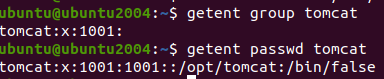 ubuntu@ubuntu2004:~$ getent group tomcat
tomcat:x:1001:
ubuntu@ubuntu2004:~$ getent passwd tomcat
tomcat:x:1001:1001::/opt/tomcat:/bin/false